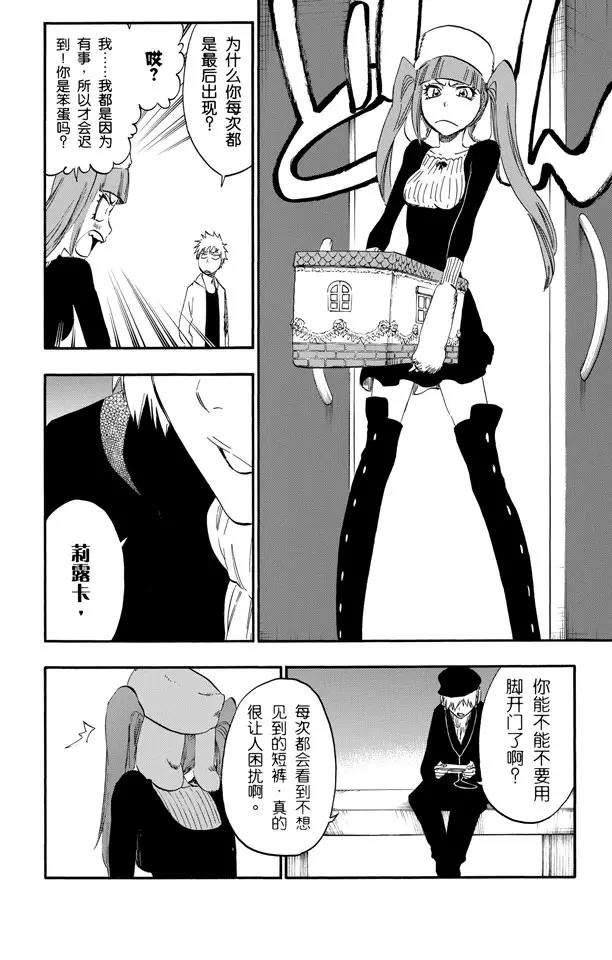 为什么你每次都
是最后出现？
哎？
我……我都是因为
有事，所以才会迟
到！你是笨蛋吗？
莉露卡，
你能不能不要用
脚开门了啊？
每次都会看到不想
见到的短裤，真的
很让人困扰啊。